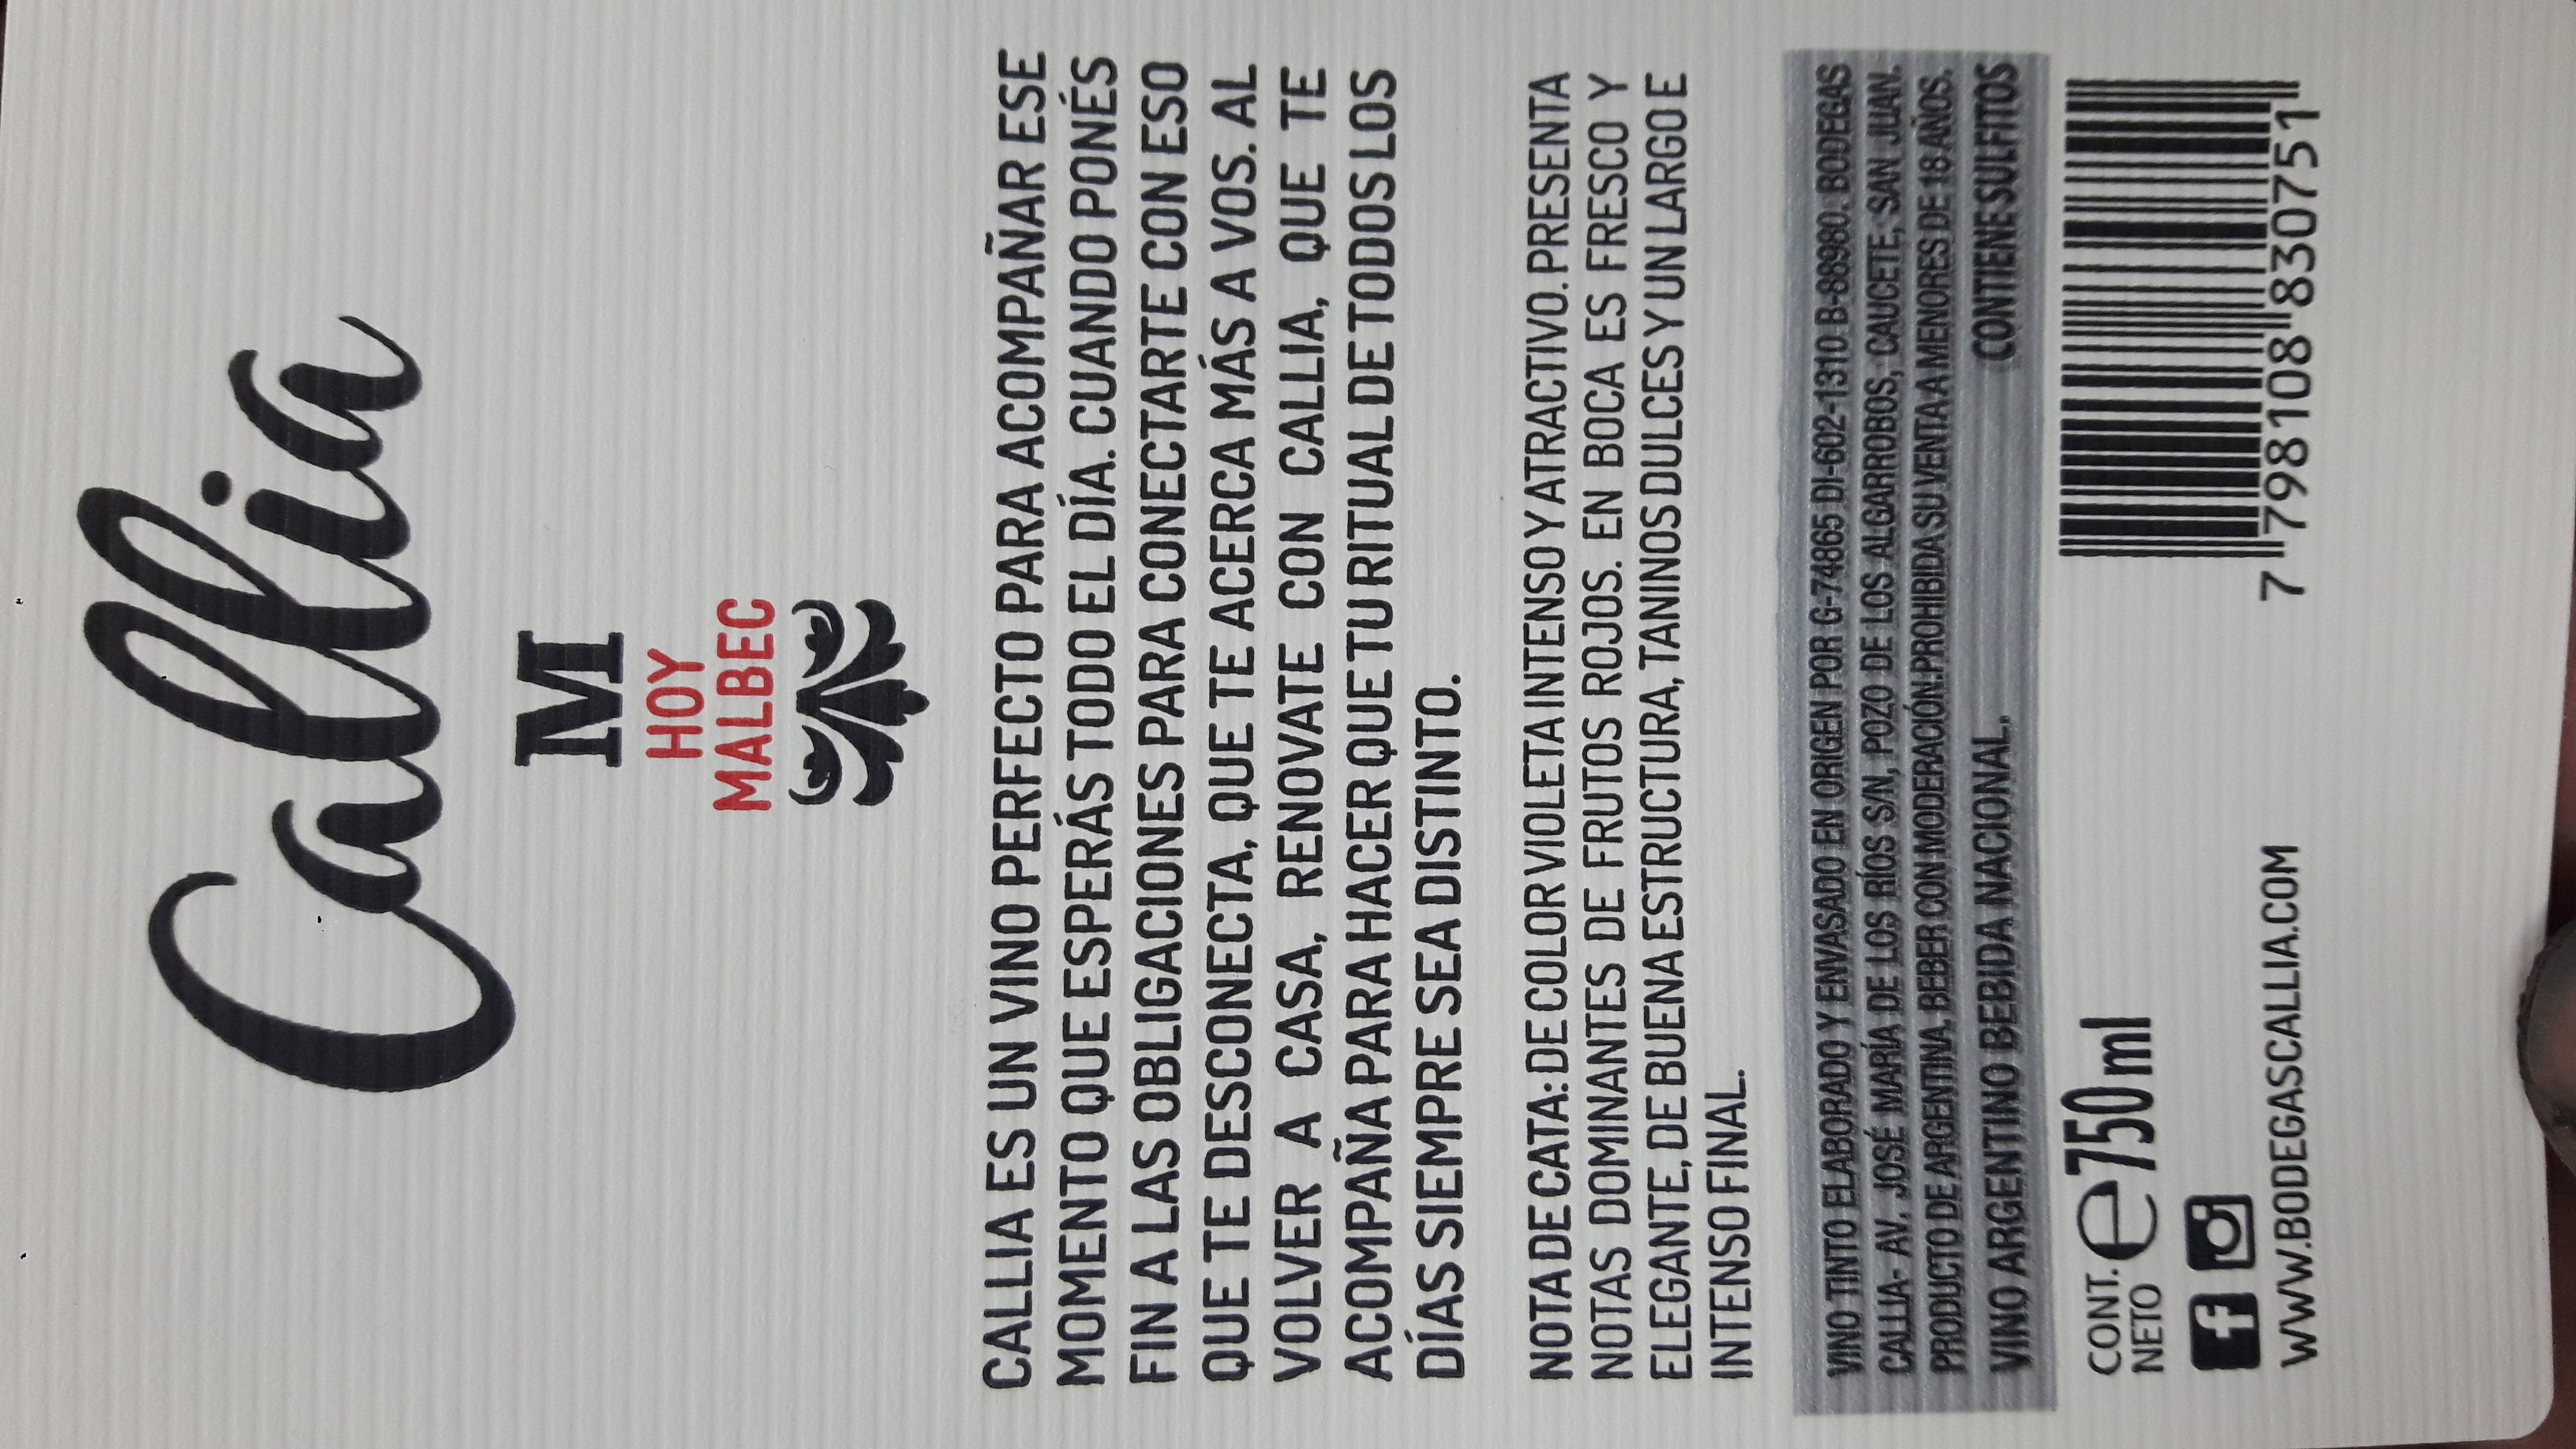 Callia
M
HOY
MALBEC
CALLIA ES UN VINO PERFECTO PARA ACOMPAÑAR ESE
MOMENTO QUE ESPERÁS TODO EL DÍA. CUANDO PONÉS
FIN A LAS OBLIGACIONES PARA CONECTARTE CON ESO
QUE TE DESCONECTA, QUE TE ACERCA MÁS A VOS. AL
VOLVER A CASA, RENOVATE CON CALLIA, QUE TE
ACOMPAÑA PARA HACER QUE TU RITUAL DE TODOS LOS
DÍAS SIEMPRE SEA DISTINTO.
NOTA DE CATA: DE COLOR VIOLETA INTENSO Y ATRACTIVO. PRESENTA
NOTAS DOMINANTES DE FRUTOS ROJOS. EN BOCA ES FRESCO Y
ELEGANTE, DE BUENA ESTRUCTURA, TANINOS DULCES Y UN LARGO E
INTENSO FINAL.
VINO TINTO ELABORADO Y ENVASADO EN ORIGEN POR G-74865 DI-602-1310 B-88980. BODEGAS
CALLIA- AV. JOSÉ MARÍA DE LOS RÍOS S/N, POZO DE LOS ALGARROBOS, CAUCETE, SAN JUAN.
PRODUCTO DE ARGENTINA. BEBER CON MODERACIÓN.PROHIBIDA SU VENTA A MENORES DE 18 AÑOS.
VINO ARGENTINO BEBIDA NACIONAL. CONTIENE SULFITOS
CONT. NETO e 750 ml
WWW.BODEGASCALLIA.COM
7 798108 830751